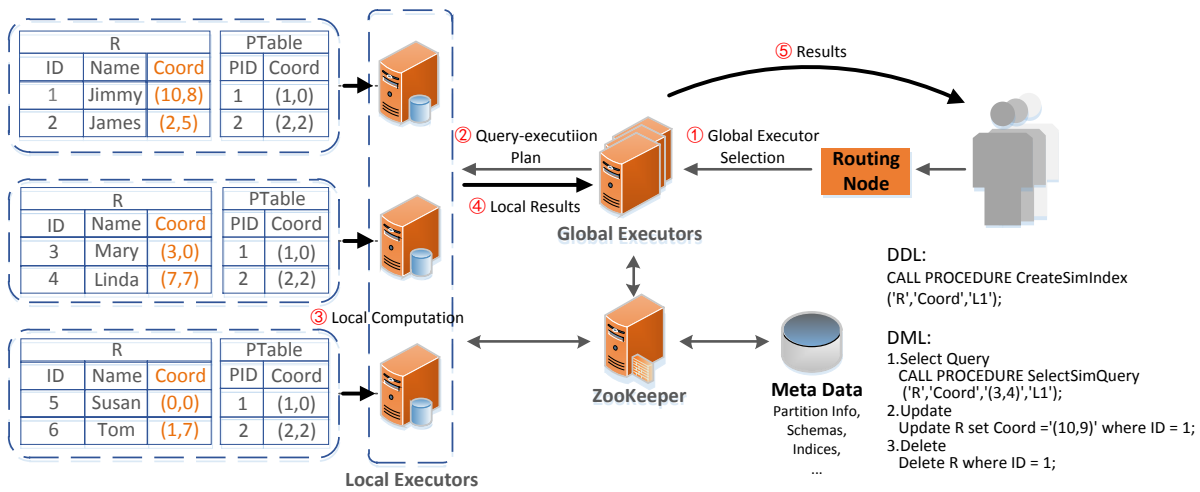 R
PTable
ID Name Coord
PID Coord
1 Jimmy (10,8)
1 (1,0)
2 James (2,5)
2 (2,2)
R
PTable
ID Name Coord
PID Coord
3 Mary (3,0)
1 (1,0)
4 Linda (7,7)
2 (2,2)
R
PTable
ID Name Coord
PID Coord
5 Susan (0,0)
1 (1,0)
6 Tom (1,7)
2 (2,2)
③ Local Computation
Local Executors
② Query-executiion
Plan
④ Local Results
Global Executors
① Global Executor
Selection
Routing
Node
⑤ Results
ZooKeeper
Meta Data
Partition Info,
Schemas,
Indices,
...
DDL:
CALL PROCEDURE CreateSimIndex
('R','Coord','L1');
DML:
1.Select Query
CALL PROCEDURE SelectSimQuery
('R','Coord','(3,4)','L1');
2.Update
Update R set Coord ='(10,9)' where ID = 1;
3.Delete
Delete R where ID = 1;